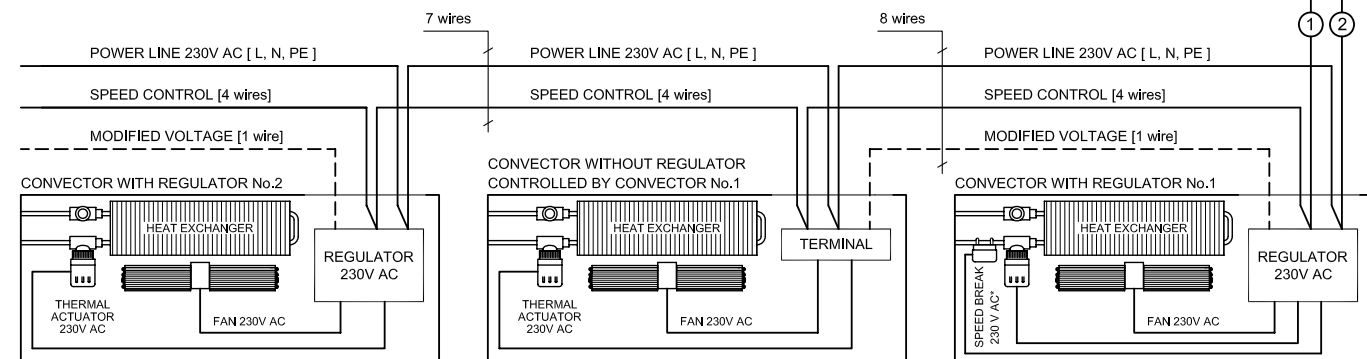 7 wires
8 wires
1 2
POWER LINE 230V AC [ L, N, PE ]
POWER LINE 230V AC [ L, N, PE ]
POWER LINE 230V AC [ L, N, PE ]
SPEED CONTROL [4 wires]
SPEED CONTROL [4 wires]
SPEED CONTROL [4 wires]
MODIFIED VOLTAGE [1 wire]
MODIFIED VOLTAGE [1 wire]
CONVECTOR WITH REGULATOR No.2
HEAT EXCHANGER
REGULATOR
230V AC
THERMAL
ACTUATOR
230V AC
FAN 230V AC
CONVECTOR WITHOUT REGULATOR
CONTROLLED BY CONVECTOR No.1
HEAT EXCHANGER
TERMINAL
THERMAL
ACTUATOR
230V AC
FAN 230V AC
CONVECTOR WITH REGULATOR No.1
HEAT EXCHANGER
REGULATOR
230V AC
SPEED BREAK
230 V AC*
FAN 230V AC